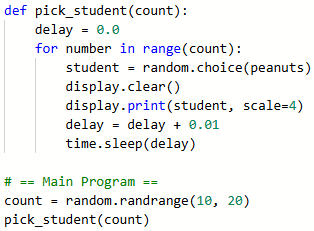 def pick_student(count):
    delay = 0.0
    for number in range(count):
        student = random.choice(peanuts)
        display.clear()
        display.print(student, scale=4)
        delay = delay + 0.01
        time.sleep(delay)

# == Main Program ==
count = random.randrange(10, 20)
pick_student(count)